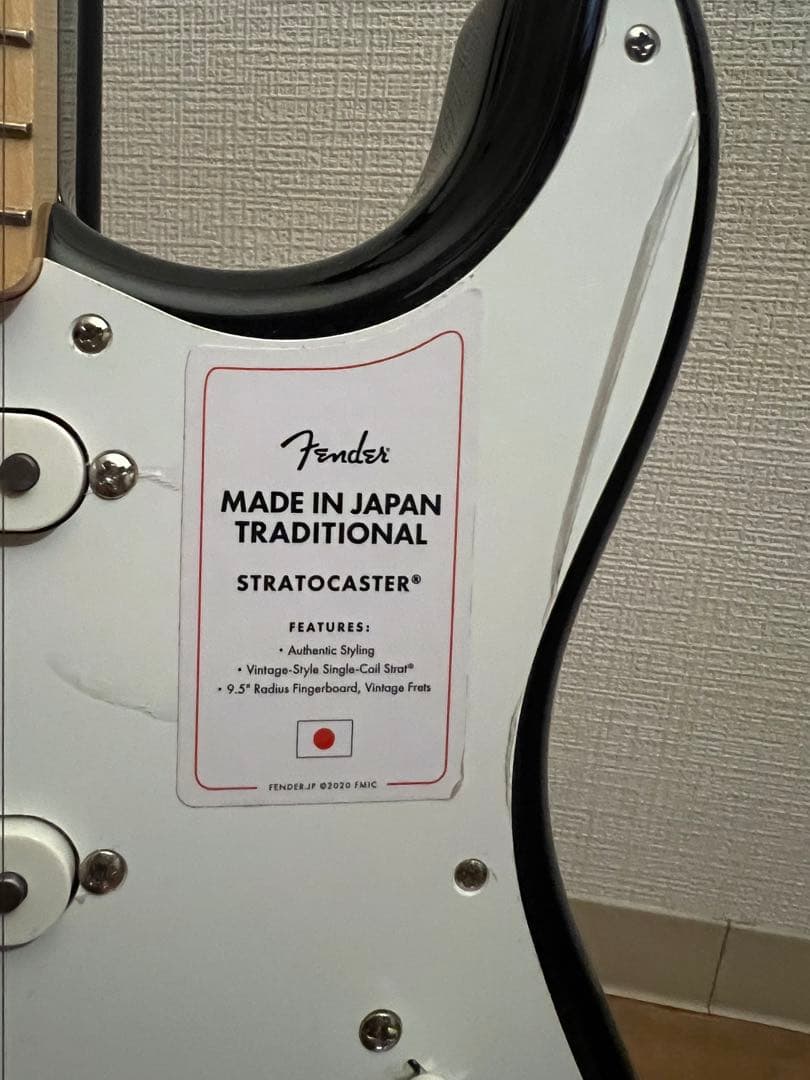 Fender
MADE IN JAPAN
TRADITIONAL
STRATOCASTER®
FEATURES:
• Authentic Styling
• Vintage-Style Single-Coil Strat®
• 9.5" Radius Fingerboard, Vintage Frets
FENDER.JP ©2020 FMIC